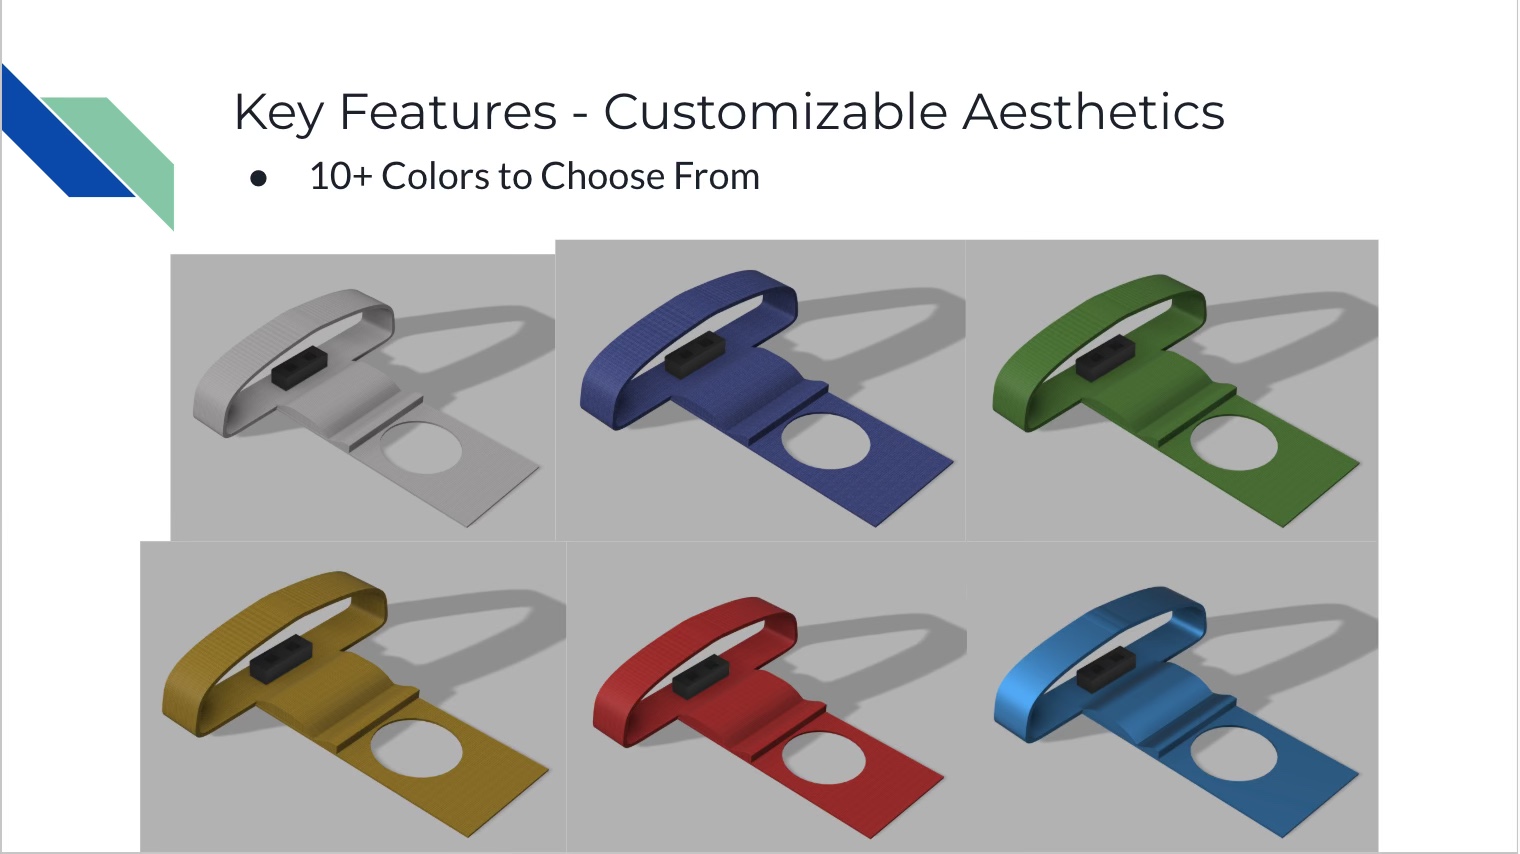 Key Features - Customizable Aesthetics
● 10+ Colors to Choose From